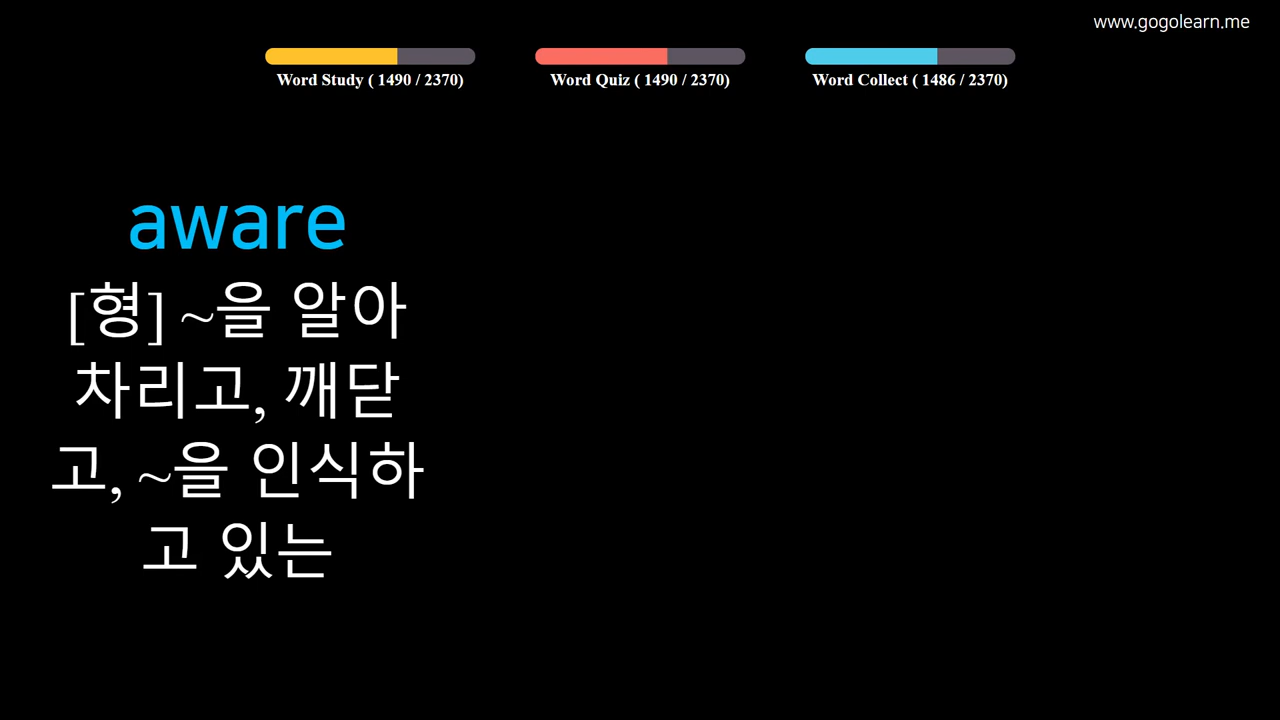 www.gogolearn.me
Word Study ( 1490 / 2370)
Word Quiz ( 1490 / 2370)
Word Collect ( 1486 / 2370)
aware
[형] ~을 알아
차리고, 깨닫
고, ~을 인식하
고 있는